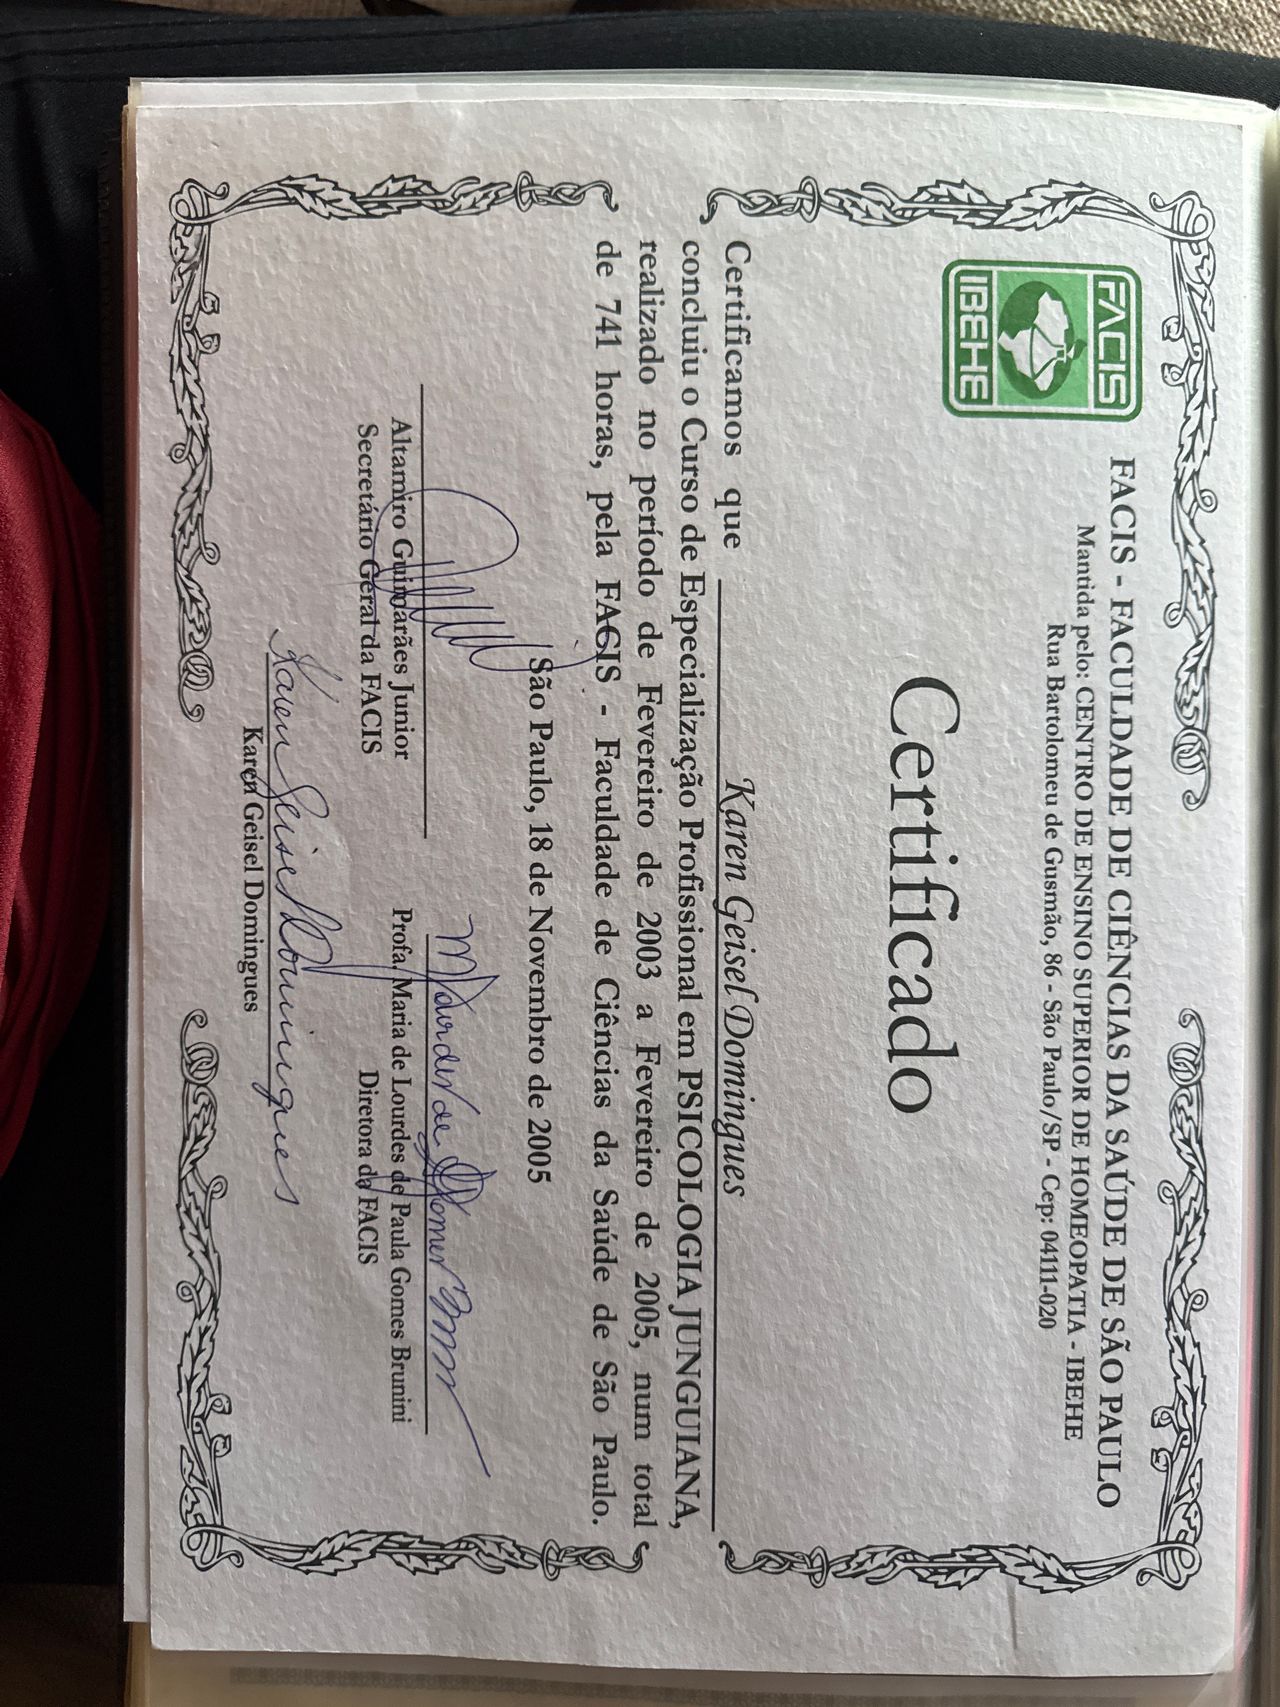 FACIS
IBEHE
FACIS - FACULDADE DE CIÊNCIAS DA SAÚDE DE SÃO PAULO
Mantida pelo: CENTRO DE ENSINO SUPERIOR DE HOMEOPATIA - IBEHE
Rua Bartolomeu de Gusmão, 86 - São Paulo/SP - Cep: 04111-020
Certificado
Certificamos que Karen Geisel Domingues
concluiu o Curso de Especialização Profissional em PSICOLOGIA JUNGUIANA,
realizado no período de Fevereiro de 2003 a Fevereiro de 2005, num total
de 741 horas, pela FACIS - Faculdade de Ciências da Saúde de São Paulo.
São Paulo, 18 de Novembro de 2005
Altamiro Guimarães Junior
Secretário Geral da FACIS
Profa. Maria de Lourdes de Paula Gomes Brunini
Diretora da FACIS
Karen Geisel Domingues
Karen Geisel Domingues